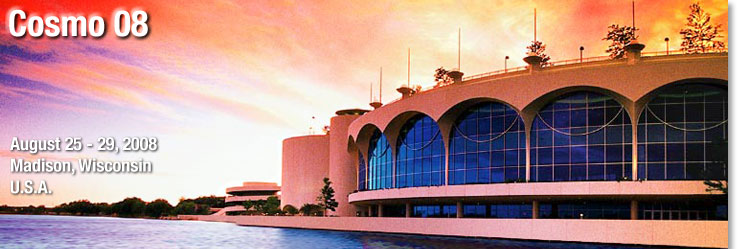 Cosmo 08
August 25 - 29, 2008
Madison, Wisconsin
U.S.A.